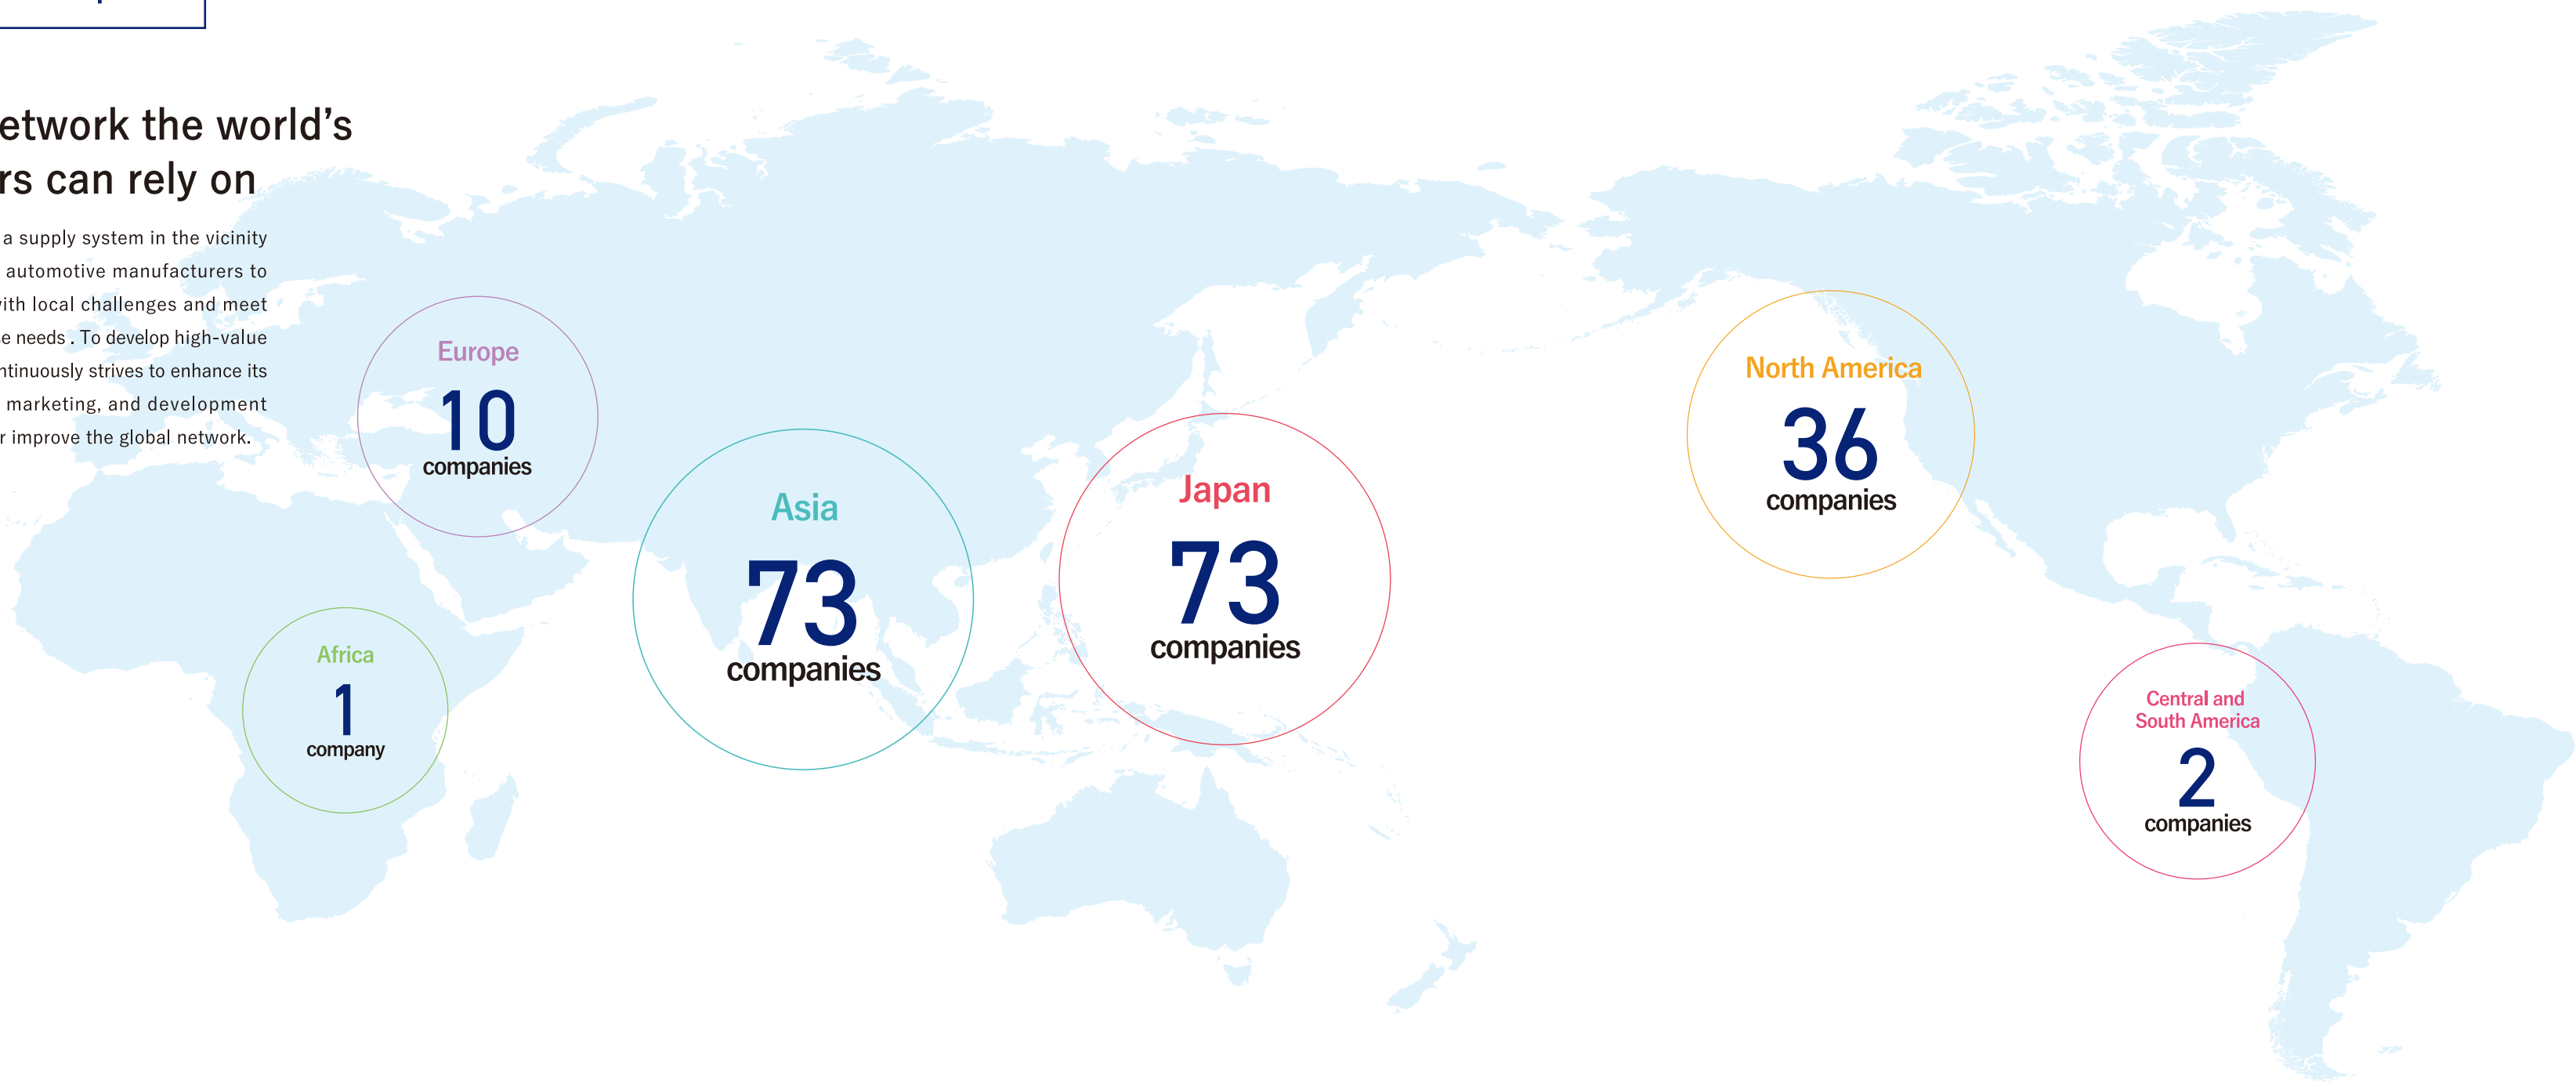 etwork the world's
rs can rely on
a supply system in the vicinity
automotive manufacturers to
with local challenges and meet
e needs. To develop high-value
ntinuously strives to enhance its
marketing, and development
r improve the global network.
Europe
10
companies
Asia
73
companies
Japan
73
companies
North America
36
companies
Africa
1
company
Central and
South America
2
companies